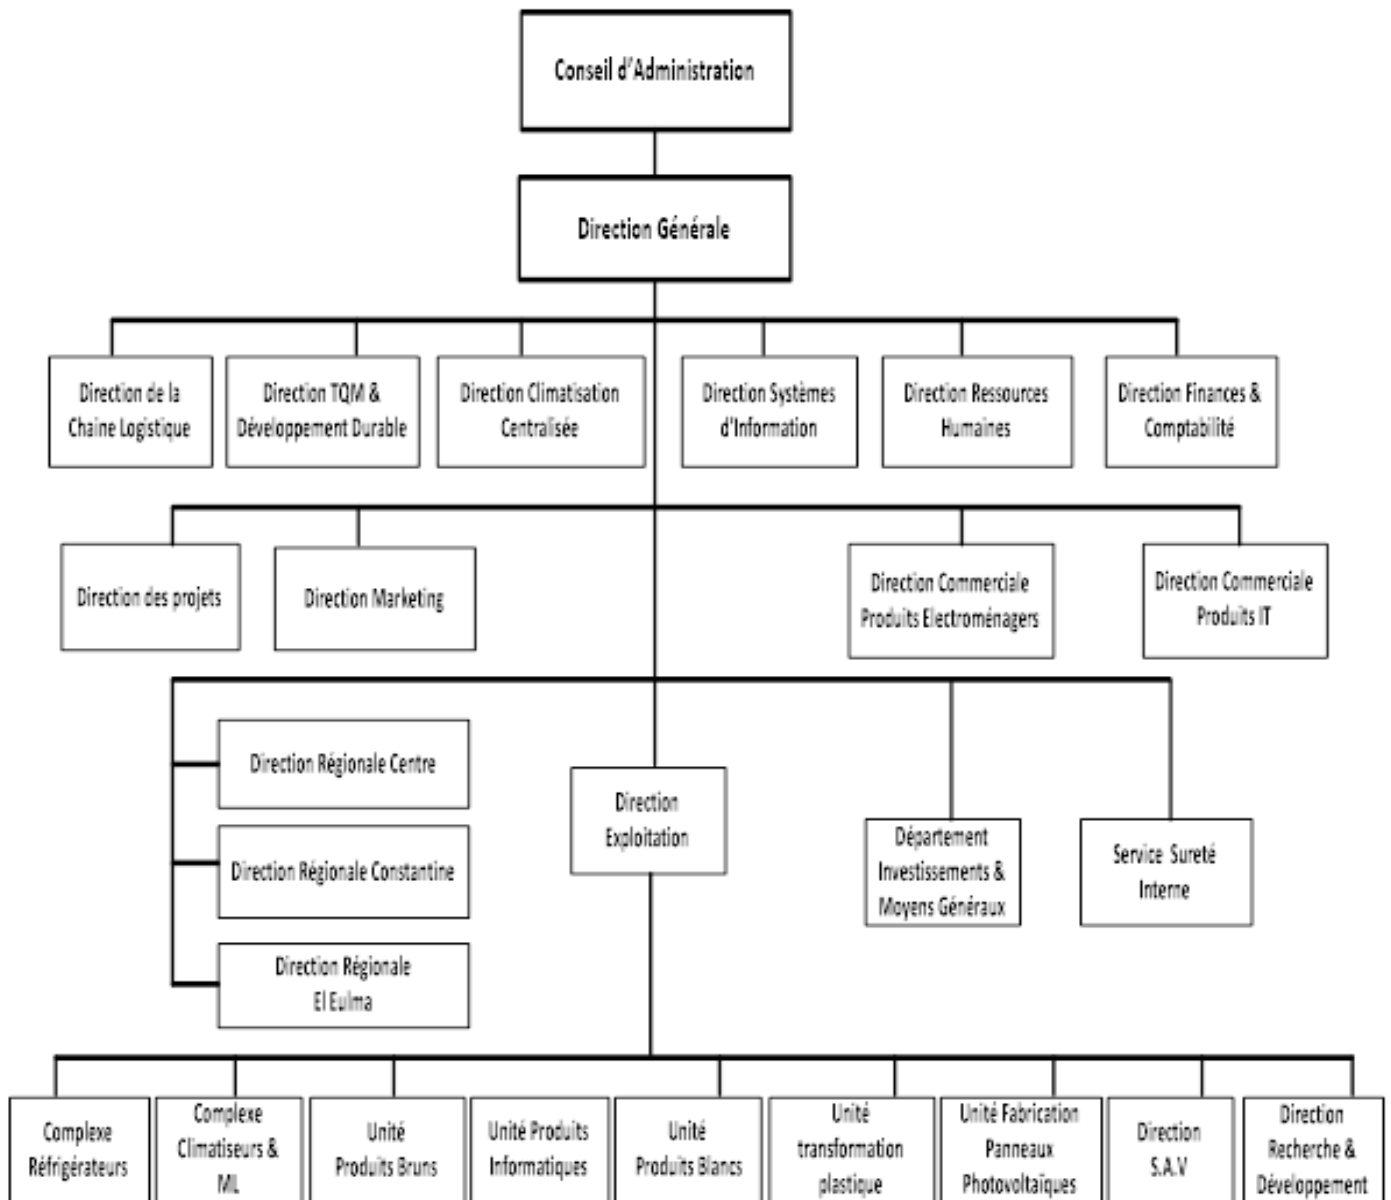 Conseil d'Administration
Direction Générale
Direction de la
Chaine Logistique
Direction TQM &
Développement Durable
Direction Climatisation
Centralisée
Direction Systèmes
d'Information
Direction Ressources
Humaines
Direction Finances &
Comptabilité
Direction des projets
Direction Marketing
Direction Commerciale
Produits Electroménagers
Direction Commerciale
Produits IT
Direction Régionale Centre
Direction Régionale Constantine
Direction Régionale
El Eulma
Direction
Exploitation
Département
Investissements &
Moyens Généraux
Service Sureté
Interne
Complexe
Réfrigérateurs
Complexe
Climatiseurs &
ML
Unité
Produits Bruns
Unité Produits
Informatiques
Unité
Produits Blancs
Unité
transformation
plastique
Unité Fabrication
Panneaux
Photovoltaïques
Direction
S.A.V
Direction
Recherche &
Développement